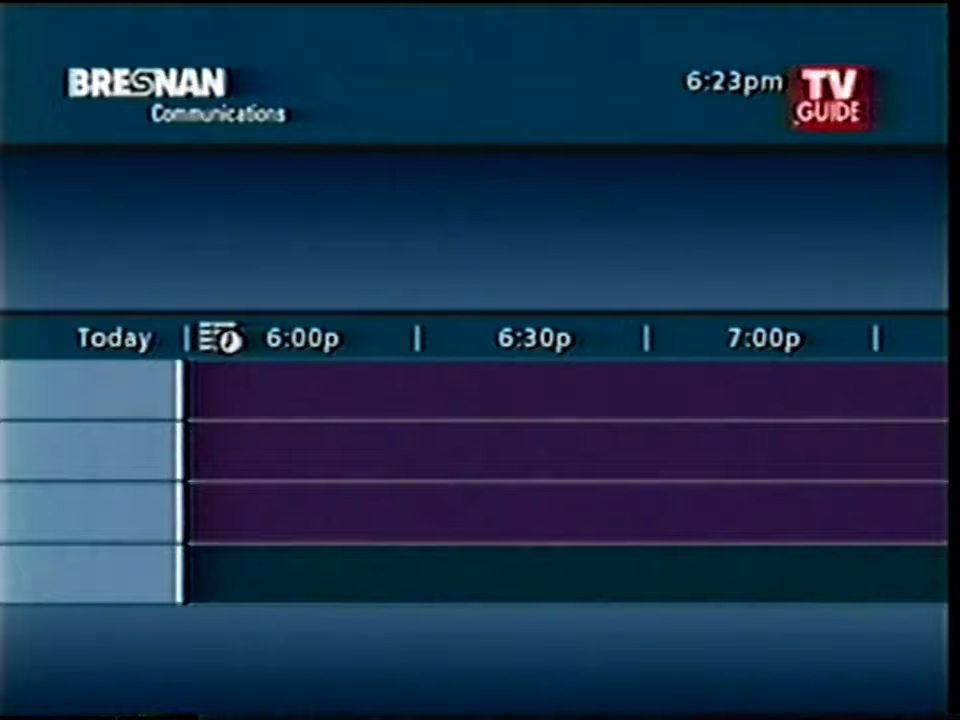 BRESNAN
Communications
6:23pm
TV
GUIDE
Today | 6:00p | 6:30p | 7:00p |